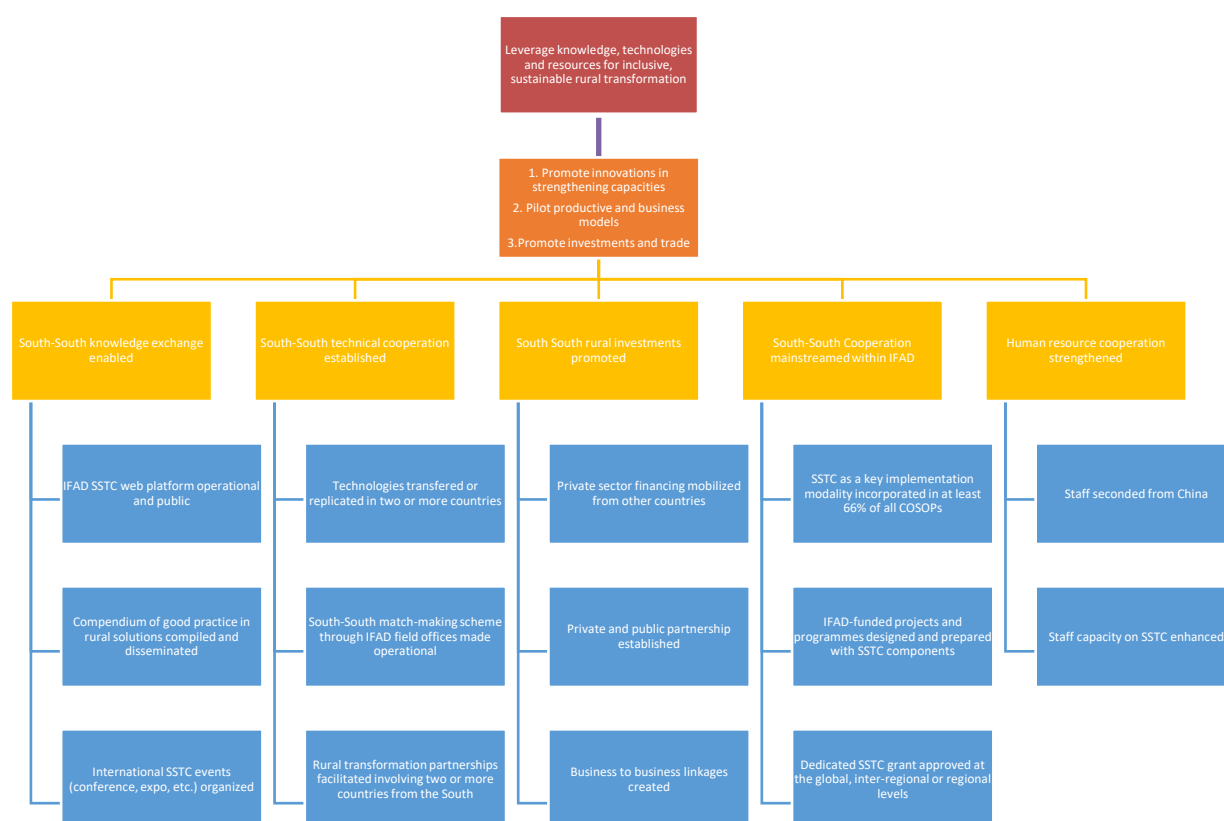 Leverage knowledge, technologies
and resources for inclusive,
sustainable rural transformation
1. Promote innovations in
strengthening capacities
2. Pilot productive and business
models
3.Promote investments and trade
South-South knowledge exchange
enabled
South-South technical cooperation
established
South South rural investments
promoted
South-South Cooperation
mainstreamed within IFAD
Human resource cooperation
strengthened
IFAD SSTC web platform operational
and public
Technologies transfered or
replicated in two or more countries
Private sector financing mobilized
from other countries
SSTC as a key implementation
modality incorporated in at least
66% of all COSOPs
Staff seconded from China
Compendium of good practice in
rural solutions compiled and
disseminated
South-South match-making scheme
through IFAD field offices made
operational
Private and public partnership
established
IFAD-funded projects and
programmes designed and prepared
with SSTC components
Staff capacity on SSTC enhanced
International SSTC events
(conference, expo, etc.) organized
Rural transformation partnerships
facilitated involving two or more
countries from the South
Business to business linkages
created
Dedicated SSTC grant approved at
the global, inter-regional or regional
levels